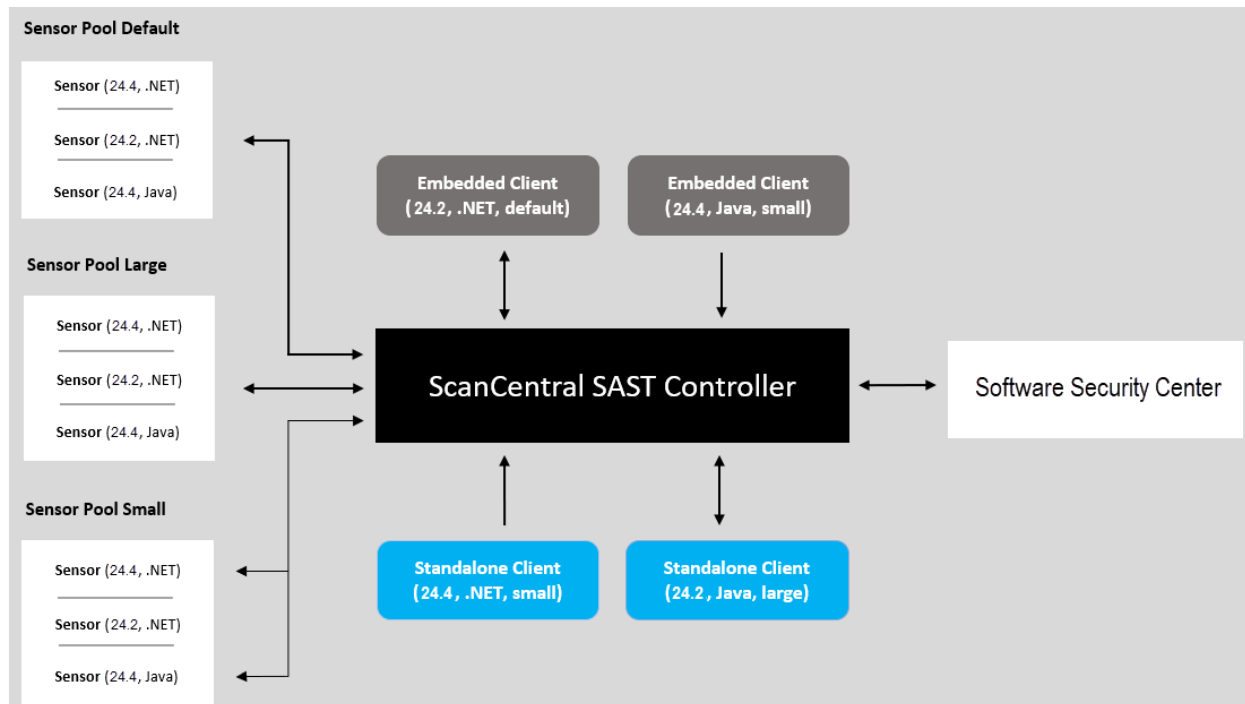 Sensor Pool Default
Sensor (24.4, .NET)
Sensor (24.2, .NET)
Sensor (24.4, Java)
Sensor Pool Large
Sensor (24.4, .NET)
Sensor (24.2, .NET)
Sensor (24.4, Java)
Sensor Pool Small
Sensor (24.4, .NET)
Sensor (24.2, .NET)
Sensor (24.4, Java)
Embedded Client
(24.2, .NET, default)
Embedded Client
(24.4, Java, small)
ScanCentral SAST Controller
Standalone Client
(24.4, .NET, small)
Standalone Client
(24.2, Java, large)
Software Security Center